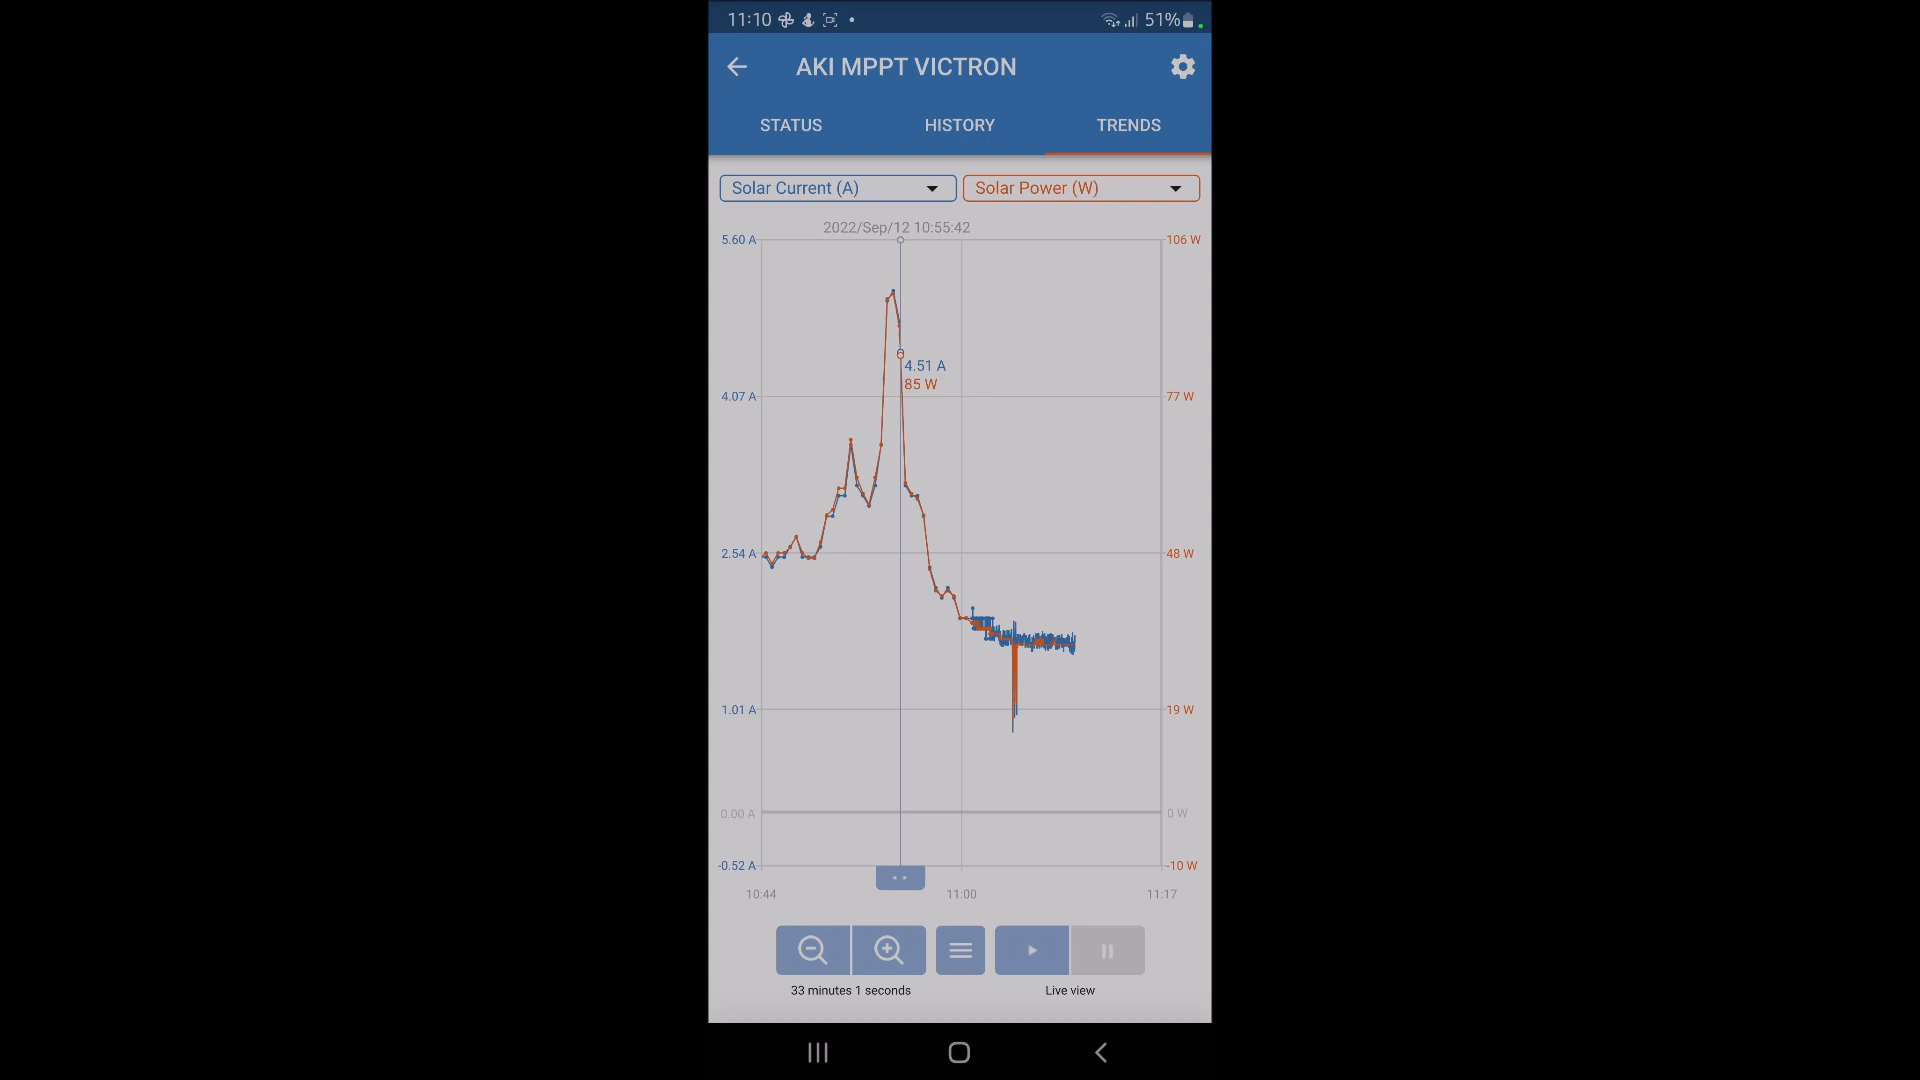 11:10 51%
AKI MPPT VICTRON
STATUS HISTORY TRENDS
Solar Current (A) Solar Power (W)
2022/Sep/12 10:55:42
5.60 A 106 W
4.51 A
85 W
4.07 A 77 W
2.54 A 48 W
1.01 A 19 W
0.00 A 0 W
-0.52 A -10 W
10:44 11:00 11:17
33 minutes 1 seconds Live view